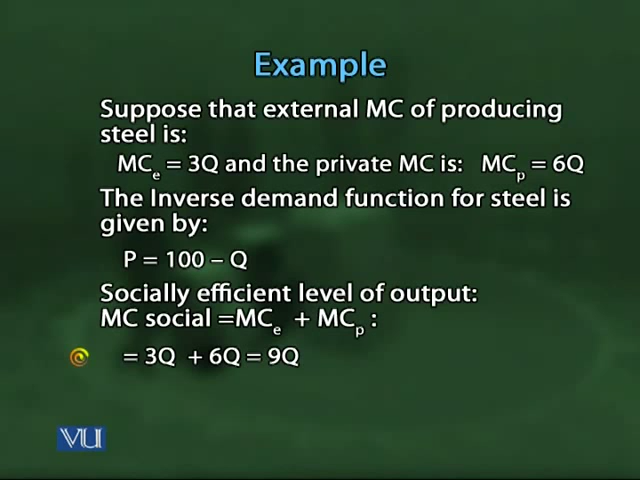 Example
Suppose that external MC of producing
steel is:
MCe = 3Q and the private MC is: MCp = 6Q
The Inverse demand function for steel is
given by:
P = 100 – Q
Socially efficient level of output:
MC social =MCe + MCp :
= 3Q + 6Q = 9Q
VU